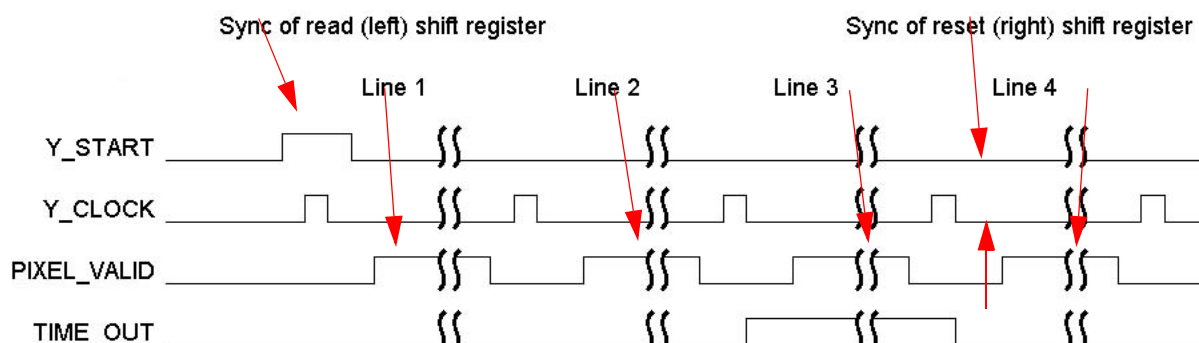 Sync of read (left) shift register
Sync of reset (right) shift register
Line 1
Line 2
Line 3
Line 4
Y_START
Y_CLOCK
PIXEL_VALID
TIME_OUT